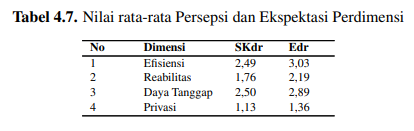 Tabel 4.7. Nilai rata-rata Persepsi dan Ekspektasi Perdimensi
No Dimensi SKdr Edr
1 Efisiensi 2,49 3,03
2 Reabilitas 1,76 2,19
3 Daya Tanggap 2,50 2,89
4 Privasi 1,13 1,36